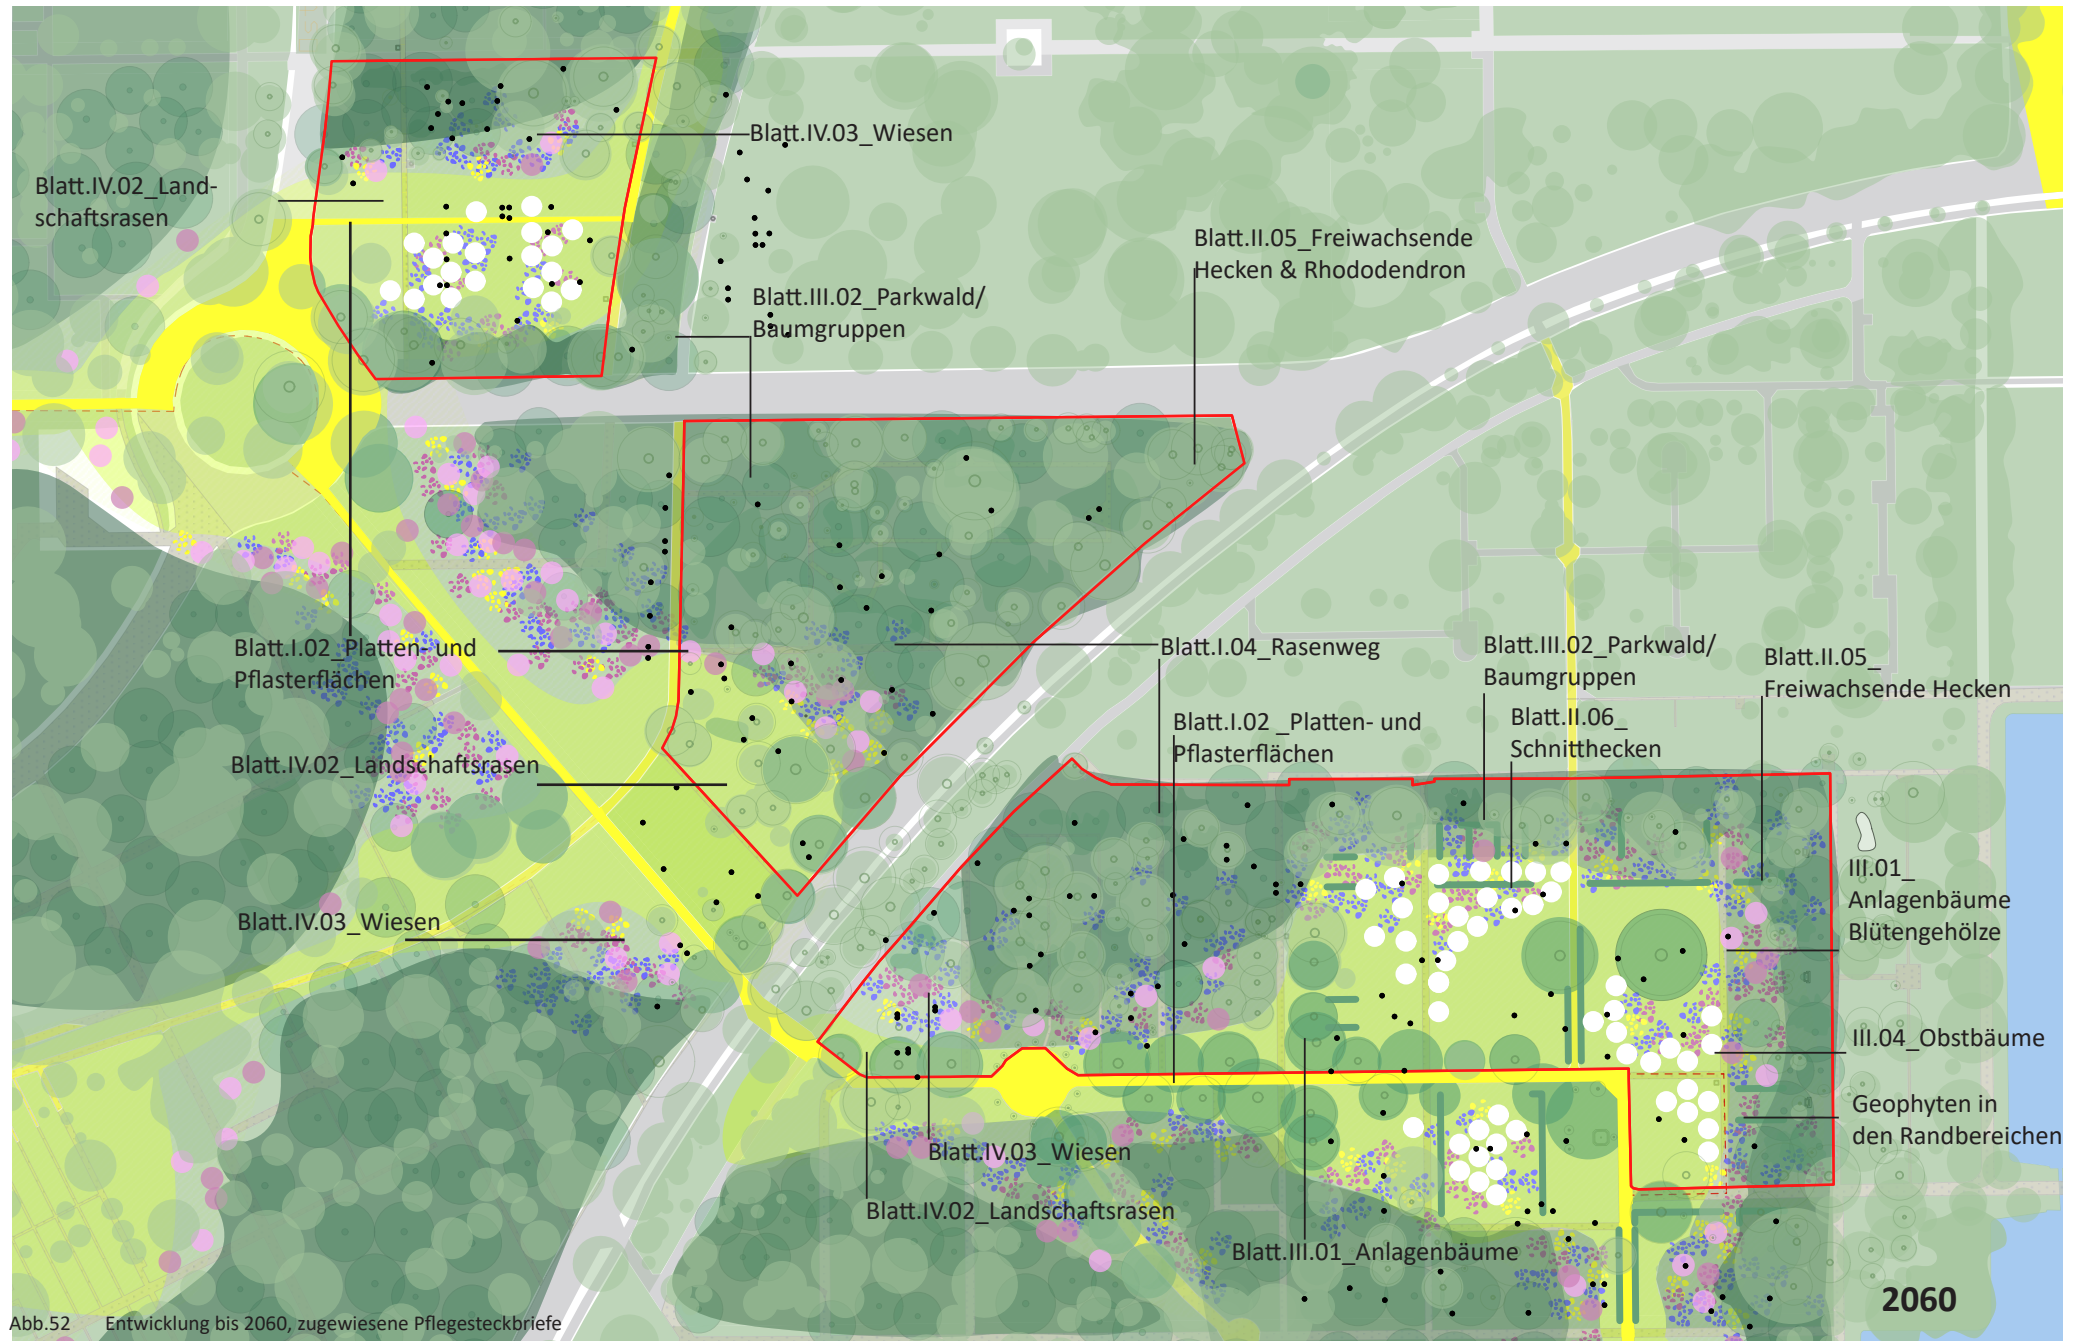 Blatt.IV.03_Wiesen
Blatt.IV.02_Land-
schaftsrasen
Blatt.II.05_Freiwachsende
Hecken & Rhododendron
Blatt.III.02_Parkwald/
Baumgruppen
Blatt.I.02_Platten- und
Pflasterflächen
Blatt.I.04_Rasenweg
Blatt.III.02_Parkwald/
Baumgruppen
Blatt.II.05_
Freiwachsende Hecken
Blatt.I.02 _Platten- und
Pflasterflächen
Blatt.II.06_
Schnitthecken
Blatt.IV.02_Landschaftsrasen
III.01_
Anlagenbäume
Blütengehölze
Blatt.IV.03_Wiesen
III.04_Obstbäume
Geophyten in
den Randbereichen
Blatt.IV.03_Wiesen
Blatt.IV.02_Landschaftsrasen
Blatt.III.01_Anlagenbäume
2060
Abb.52 Entwicklung bis 2060, zugewiesene Pflegesteckbriefe